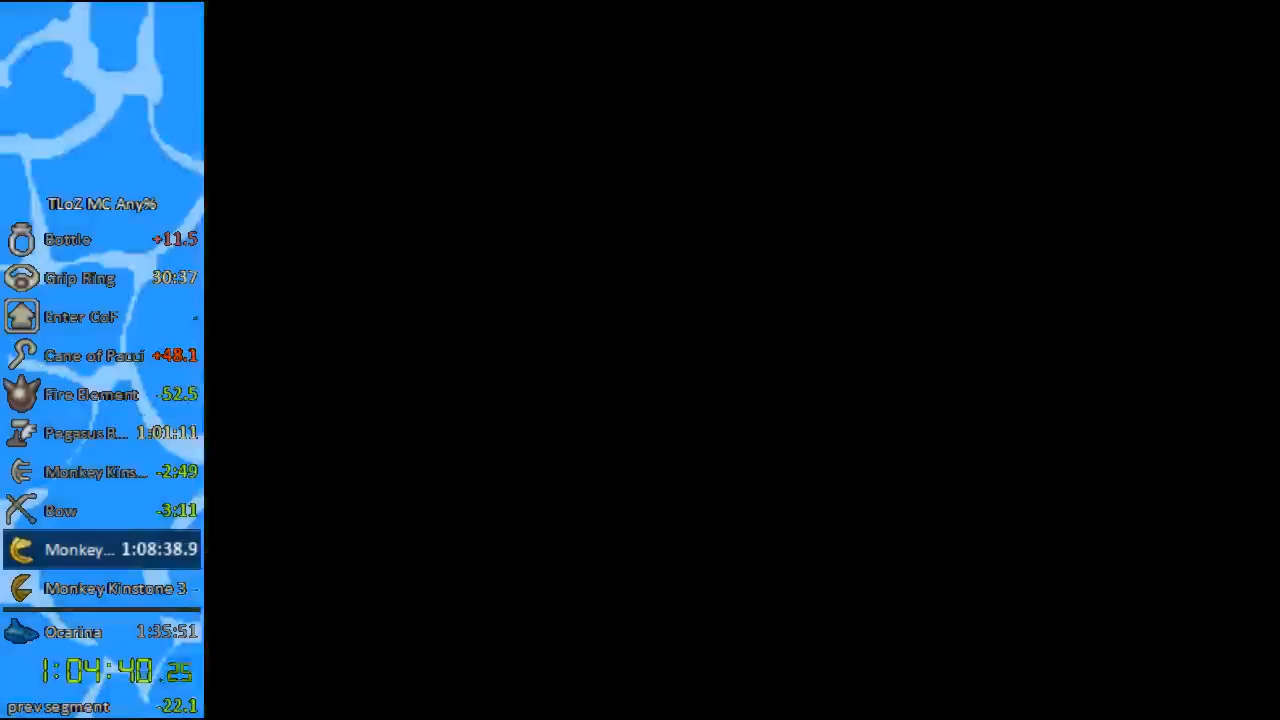 TLoZ MC Any%
Bottle +11.5
Grip Ring 30:37
Enter CoF -
Cane of Pacci +48.1
Fire Element -52.5
Pegasus B... 1:01:11
Monkey Kins... -2:49
Bow -3:11
Monkey... 1:08:38.9
Monkey Kinstone 3 -
Ocarina 1:35:51
1:04:40.25
prev segment -22.1